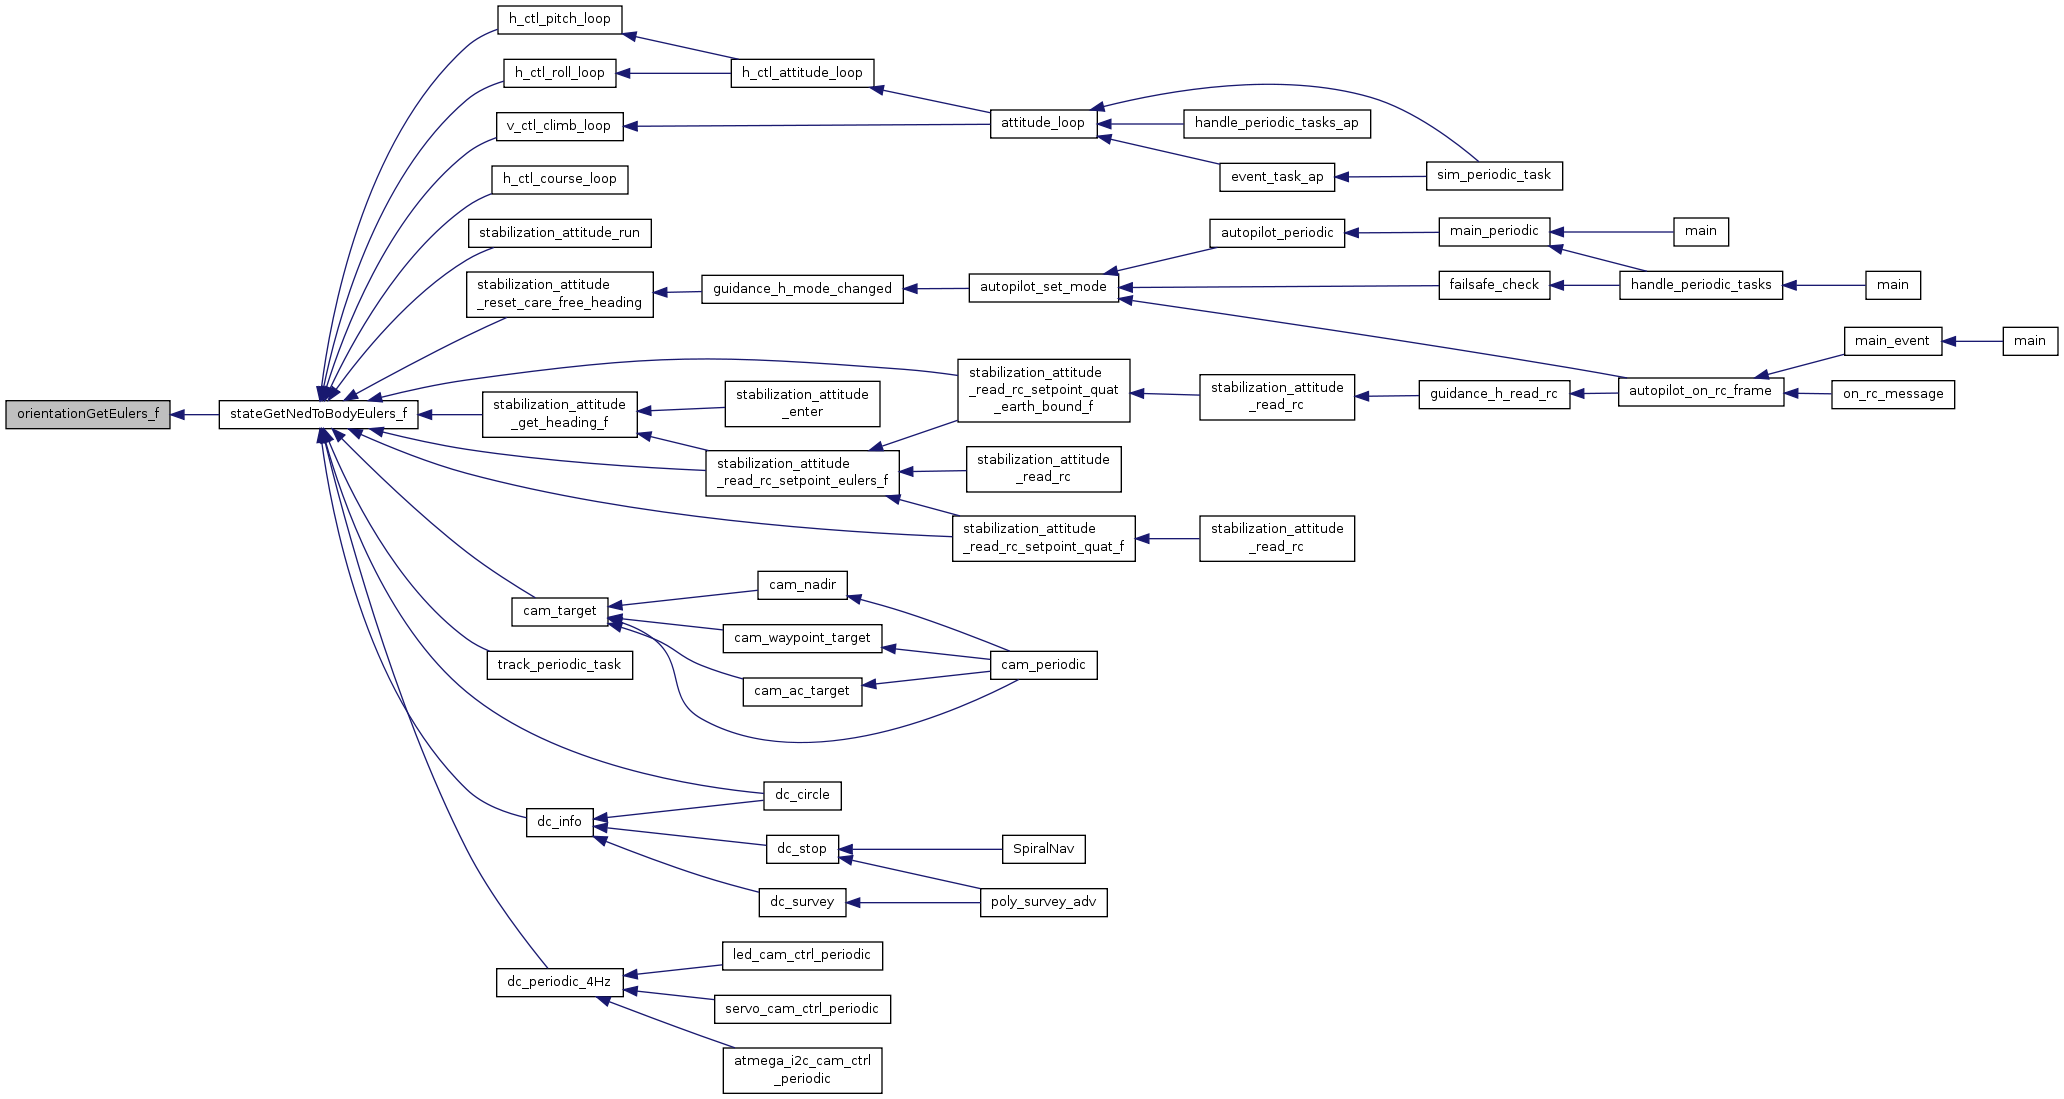 h_ctl_pitch_loop
h_ctl_roll_loop
h_ctl_attitude_loop
v_ctl_climb_loop
attitude_loop
handle_periodic_tasks_ap
h_ctl_course_loop
event_task_ap
sim_periodic_task
stabilization_attitude_run
autopilot_periodic
main_periodic
main
stabilization_attitude
_reset_care_free_heading
guidance_h_mode_changed
autopilot_set_mode
failsafe_check
handle_periodic_tasks
main
main_event
main
orientationGetEulers_f
stateGetNedToBodyEulers_f
stabilization_attitude
_get_heading_f
stabilization_attitude
_enter
stabilization_attitude
_read_rc_setpoint_quat
_earth_bound_f
stabilization_attitude
_read_rc
guidance_h_read_rc
autopilot_on_rc_frame
on_rc_message
stabilization_attitude
_read_rc_setpoint_eulers_f
stabilization_attitude
_read_rc
stabilization_attitude
_read_rc_setpoint_quat_f
stabilization_attitude
_read_rc
cam_target
cam_nadir
cam_waypoint_target
cam_ac_target
cam_periodic
track_periodic_task
dc_circle
dc_info
dc_stop
SpiralNav
dc_survey
poly_survey_adv
dc_periodic_4Hz
led_cam_ctrl_periodic
servo_cam_ctrl_periodic
atmega_i2c_cam_ctrl
_periodic